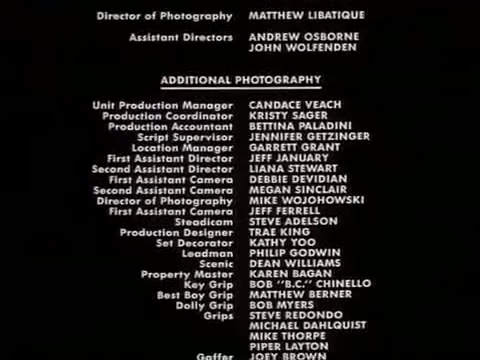 Director of Photography MATTHEW LIBATIQUE
Assistant Directors ANDREW OSBORNE
JOHN WOLFENDEN
ADDITIONAL PHOTOGRAPHY
Unit Production Manager CANDACE VEACH
Production Coordinator KRISTY SAGER
Production Accountant BETTINA PALADINI
Script Supervisor JENNIFER GETZINGER
Location Manager GARRETT GRANT
First Assistant Director JEFF JANUARY
Second Assistant Director LIANA STEWART
First Assistant Camera DEBBIE DEVIDIAN
Second Assistant Camera MEGAN SINCLAIR
Director of Photography MIKE WOJOHOWSKI
First Assistant Camera JEFF FERRELL
Steadicam STEVE ADELSON
Production Designer TRAE KING
Set Decorator KATHY YOO
Leadman PHILIP GODWIN
Scenic DEAN WILLIAMS
Property Master KAREN BAGAN
Key Grip BOB "B.C." CHINELLO
Best Boy Grip MATTHEW BERNER
Dolly Grip BOB MYERS
Grips STEVE REDONDO
MICHAEL DAHLQUIST
MIKE THORPE
PIPER LAYTON
Gaffer JOEY BROWN